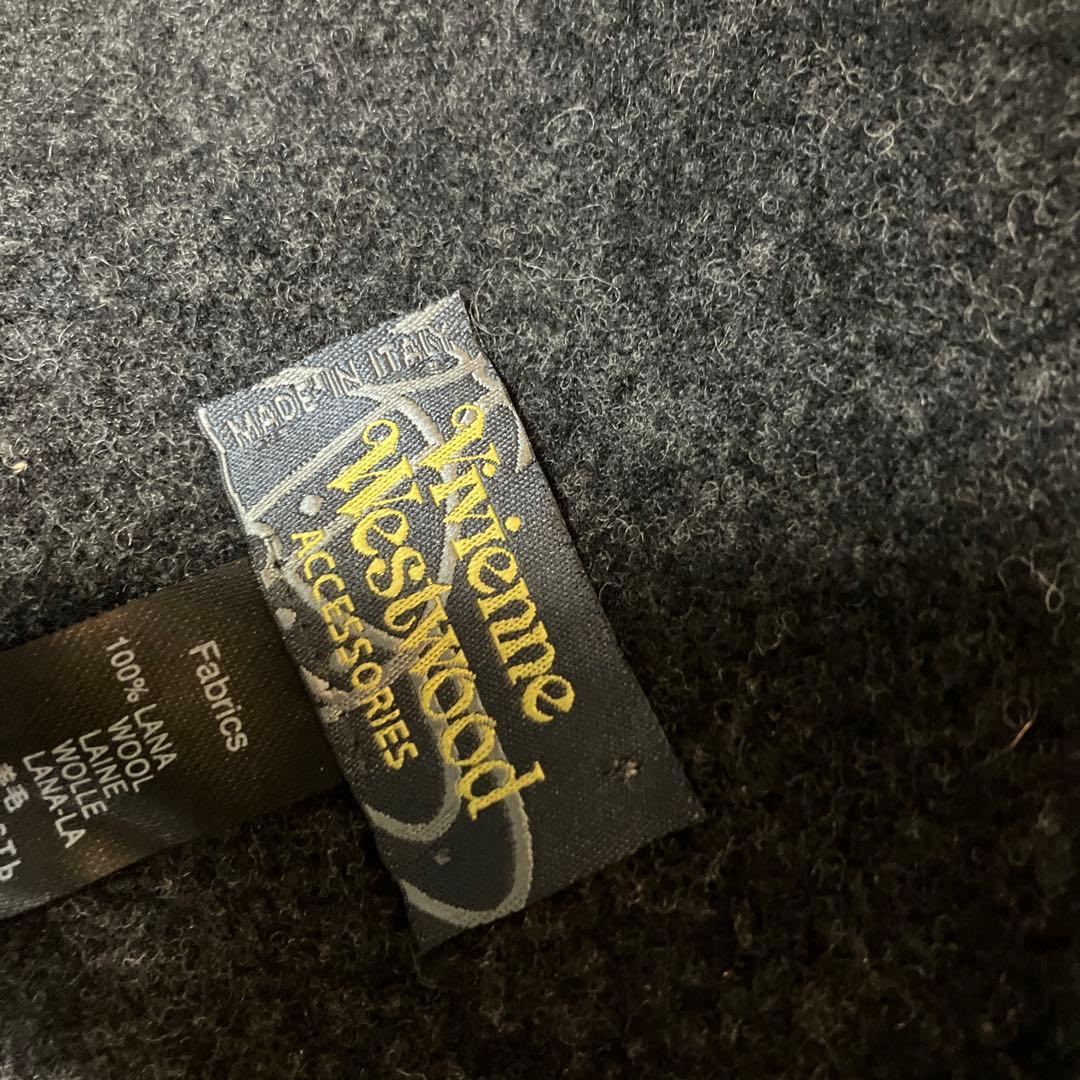 MADE IN ITALY
Vivienne
Westwood
ACCESSORIES
Fabrics
100% LANA
WOOL
LAINE
WOLLE
LANA-LA